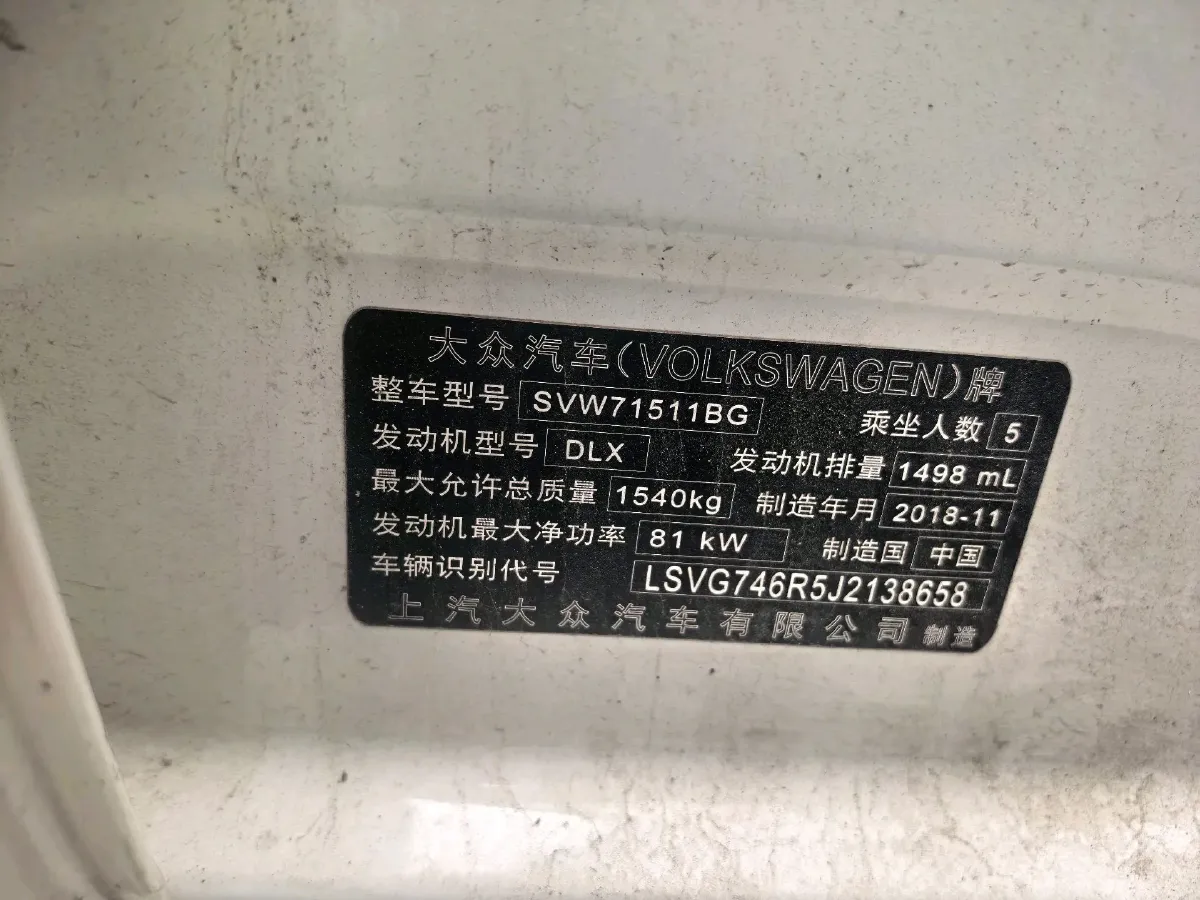 大众汽车(VOLKSWAGEN)牌
整车型号 SVW71511BG 乘坐人数 5
发动机型号 DLX 发动机排量 1498 mL
最大允许总质量 1540kg 制造年月 2018-11
发动机最大净功率 81 kW 制造国 中国
车辆识别代号 LSVG746R5J2138658
上汽大众汽车有限公司 制造